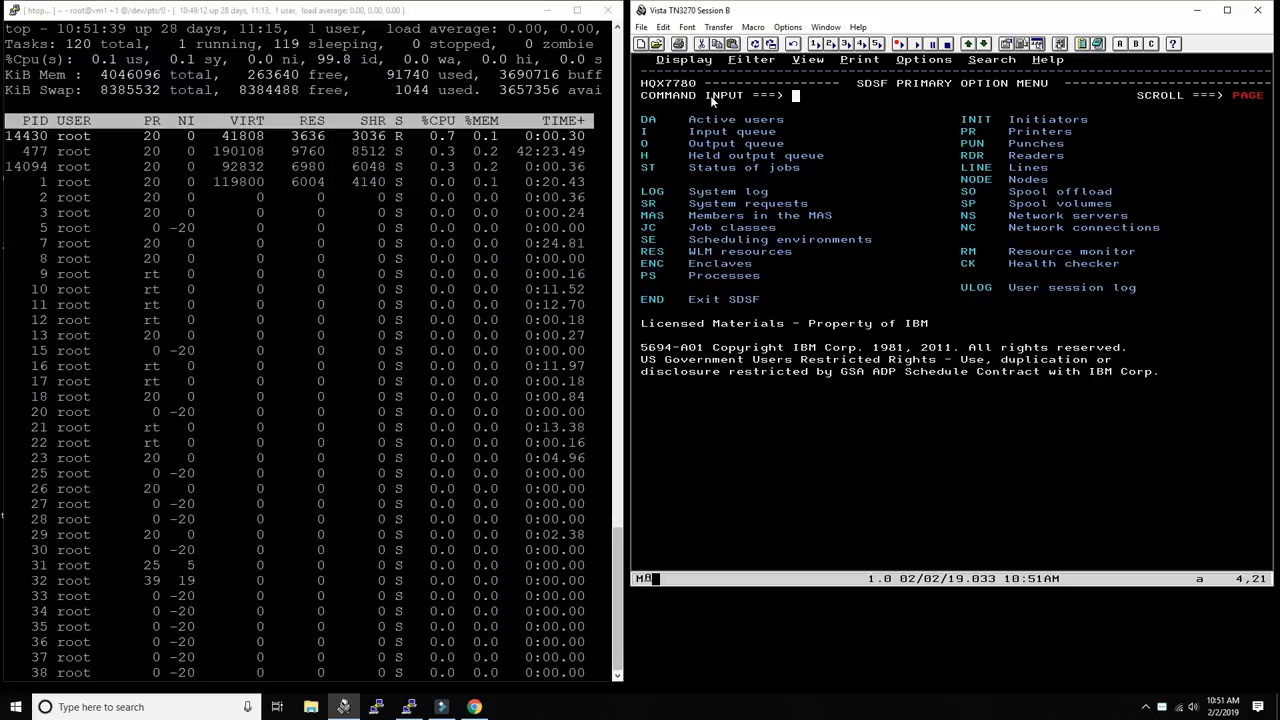 [htop...] - root@vm1:~1 @/dev/pts/0 - 10:49:12 up 28 days, 11:13, 1 user, load average: 0.00, 0.00,
top - 10:51:39 up 28 days, 11:15, 1 user, load average: 0.00, 0.00,
Tasks: 120 total, 1 running, 119 sleeping, 0 stopped, 0 zombie
%Cpu(s): 0.1 us, 0.1 sy, 0.0 ni, 99.8 id, 0.0 wa, 0.0 hi, 0.0 s
KiB Mem : 4046096 total, 263640 free, 91740 used, 3690716 buff
KiB Swap: 8385532 total, 8384488 free, 1044 used. 3657356 avai
PID USER PR NI VIRT RES SHR S %CPU %MEM TIME+
14430 root 20 0 41808 3636 3036 R 0.7 0.1 0:00.30
477 root 20 0 190108 9760 8512 S 0.3 0.2 42:23.49
14094 root 20 0 92832 6980 6048 S 0.3 0.2 0:00.36
1 root 20 0 119800 6004 4140 S 0.0 0.1 0:20.43
2 root 20 0 0 0 0 S 0.0 0.0 0:00.36
3 root 20 0 0 0 0 S 0.0 0.0 0:00.24
5 root 0 -20 0 0 0 S 0.0 0.0 0:00.00
7 root 20 0 0 0 0 S 0.0 0.0 0:24.81
8 root 20 0 0 0 0 S 0.0 0.0 0:00.00
9 root rt 0 0 0 0 S 0.0 0.0 0:00.16
10 root rt 0 0 0 0 S 0.0 0.0 0:11.52
11 root rt 0 0 0 0 S 0.0 0.0 0:12.70
12 root rt 0 0 0 0 S 0.0 0.0 0:00.18
13 root 20 0 0 0 0 S 0.0 0.0 0:00.27
15 root 0 -20 0 0 0 S 0.0 0.0 0:00.00
16 root rt 0 0 0 0 S 0.0 0.0 0:11.97
17 root rt 0 0 0 0 S 0.0 0.0 0:00.18
18 root 20 0 0 0 0 S 0.0 0.0 0:00.84
20 root 0 -20 0 0 0 S 0.0 0.0 0:00.00
21 root rt 0 0 0 0 S 0.0 0.0 0:13.38
22 root rt 0 0 0 0 S 0.0 0.0 0:00.16
23 root 20 0 0 0 0 S 0.0 0.0 0:04.96
25 root 0 -20 0 0 0 S 0.0 0.0 0:00.00
26 root 20 0 0 0 0 S 0.0 0.0 0:00.00
27 root 0 -20 0 0 0 S 0.0 0.0 0:00.00
28 root 0 -20 0 0 0 S 0.0 0.0 0:00.00
29 root 20 0 0 0 0 S 0.0 0.0 0:02.38
30 root 0 -20 0 0 0 S 0.0 0.0 0:00.00
31 root 25 5 0 0 0 S 0.0 0.0 0:00.00
32 root 39 19 0 0 0 S 0.0 0.0 0:00.00
33 root 0 -20 0 0 0 S 0.0 0.0 0:00.00
34 root 0 -20 0 0 0 S 0.0 0.0 0:00.00
35 root 0 -20 0 0 0 S 0.0 0.0 0:00.00
36 root 0 -20 0 0 0 S 0.0 0.0 0:00.00
37 root 0 -20 0 0 0 S 0.0 0.0 0:00.00
38 root 0 -20 0 0 0 S 0.0 0.0 0:00.00
Vista TN3270 Session B
File Edit Font Transfer Macro Options Window Help
Display Filter View Print Options Search Help
HQX7780 ----------------- SDSF PRIMARY OPTION MENU --------------------------
COMMAND INPUT ===> SCROLL ===> PAGE
DA Active users INIT Initiators
I Input queue PR Printers
O Output queue PUN Punches
H Held output queue RDR Readers
ST Status of jobs LINE Lines
NODE Nodes
LOG System log SO Spool offload
SR System requests SP Spool volumes
MAS Members in the MAS NS Network servers
JC Job classes NC Network connections
SE Scheduling environments
RES WLM resources RM Resource monitor
ENC Enclaves CK Health checker
PS Processes
ULOG User session log
END Exit SDSF
Licensed Materials - Property of IBM
5694-A01 Copyright IBM Corp. 1981, 2011. All rights reserved.
US Government Users Restricted Rights - Use, duplication or
disclosure restricted by GSA ADP Schedule Contract with IBM Corp.
1.0 02/02/19.033 10:51AM a 4,21
Type here to search
10:51 AM
2/2/2019